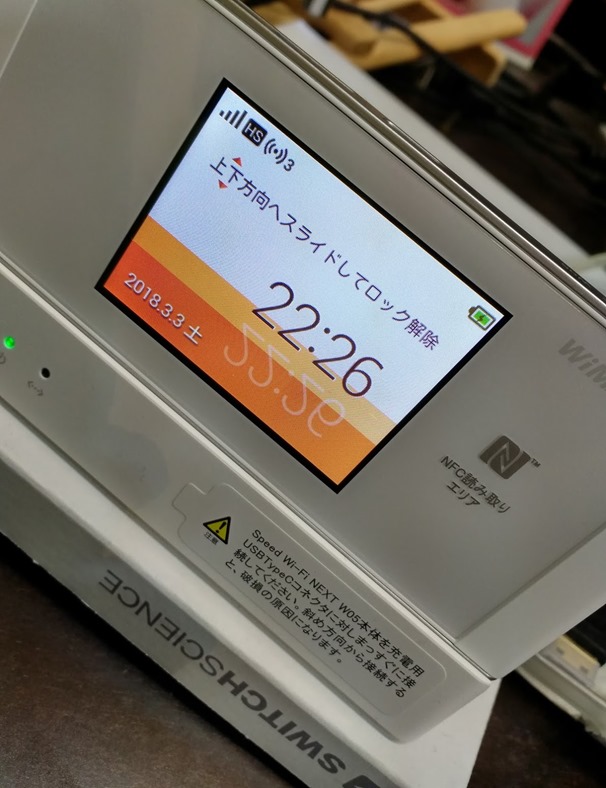 HS 3
上下方向へスライドしてロック解除
22:26
2018.3.3 土
WiM
NFC読み取り
エリア
注意
Speed Wi-Fi NEXT W05本体を充電用
USBTypeCコネクタに対しまっすぐに接
続してください。斜め方向から接続する
と、破損の原因になります。
SWITCHSCIENCE